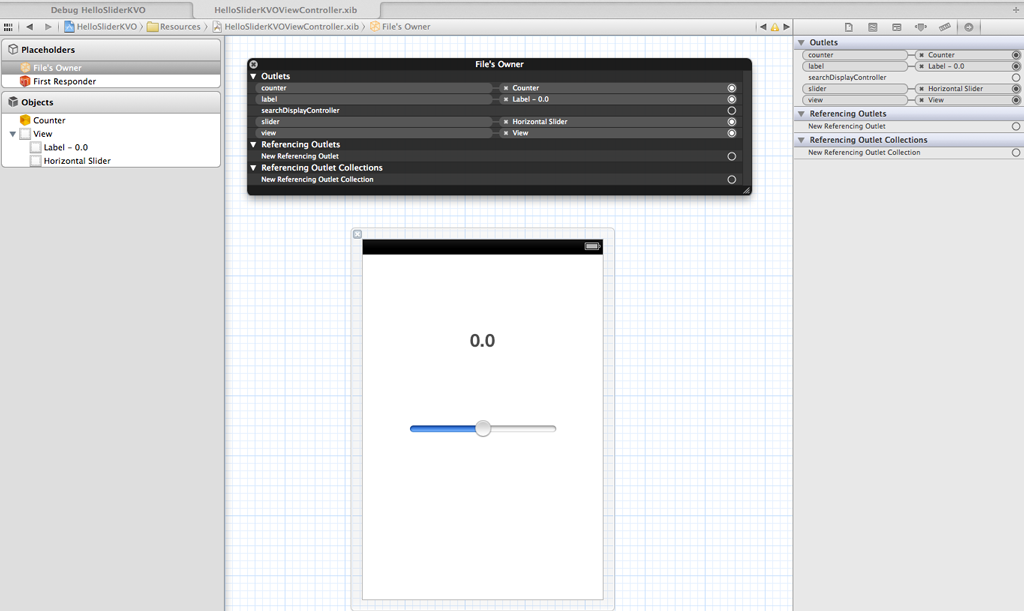 Debug HelloSliderKVO
HelloSliderKVOViewController.xib
HelloSliderKVO
Resources
HelloSliderKVOViewController.xib
File's Owner
Placeholders
File's Owner
First Responder
Objects
Counter
View
Label - 0.0
Horizontal Slider
File's Owner
Outlets
counter Counter
label Label - 0.0
searchDisplayController
slider Horizontal Slider
view View
Referencing Outlets
New Referencing Outlet
Referencing Outlet Collections
New Referencing Outlet Collection
0.0
Outlets
counter Counter
label Label - 0.0
searchDisplayController
slider Horizontal Slider
view View
Referencing Outlets
New Referencing Outlet
Referencing Outlet Collections
New Referencing Outlet Collection